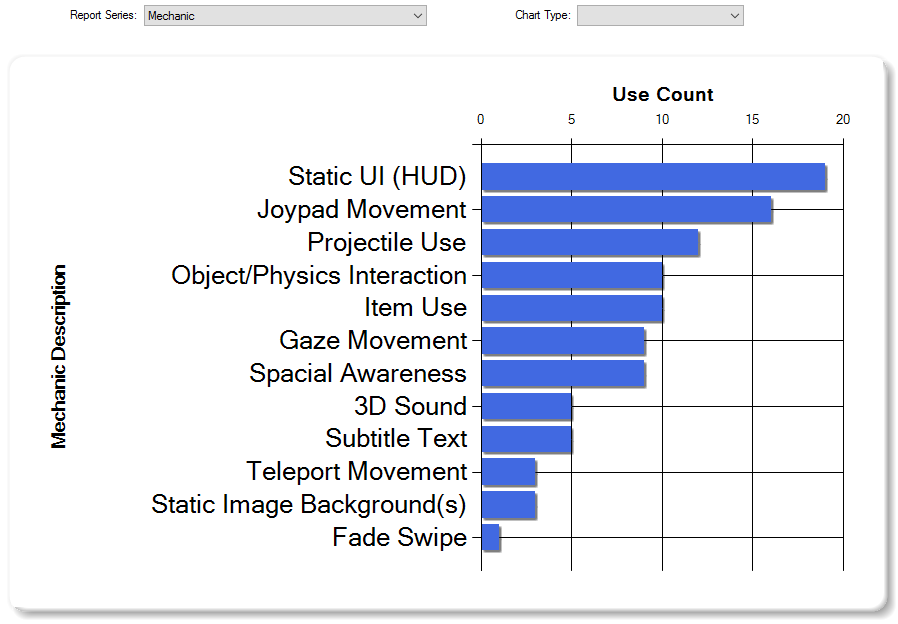 Report Series: Mechanic Chart Type:
Use Count
0 5 10 15 20
Static UI (HUD)
Joypad Movement
Projectile Use
Object/Physics Interaction
Item Use
Gaze Movement
Spacial Awareness
3D Sound
Subtitle Text
Teleport Movement
Static Image Background(s)
Fade Swipe
Mechanic Description